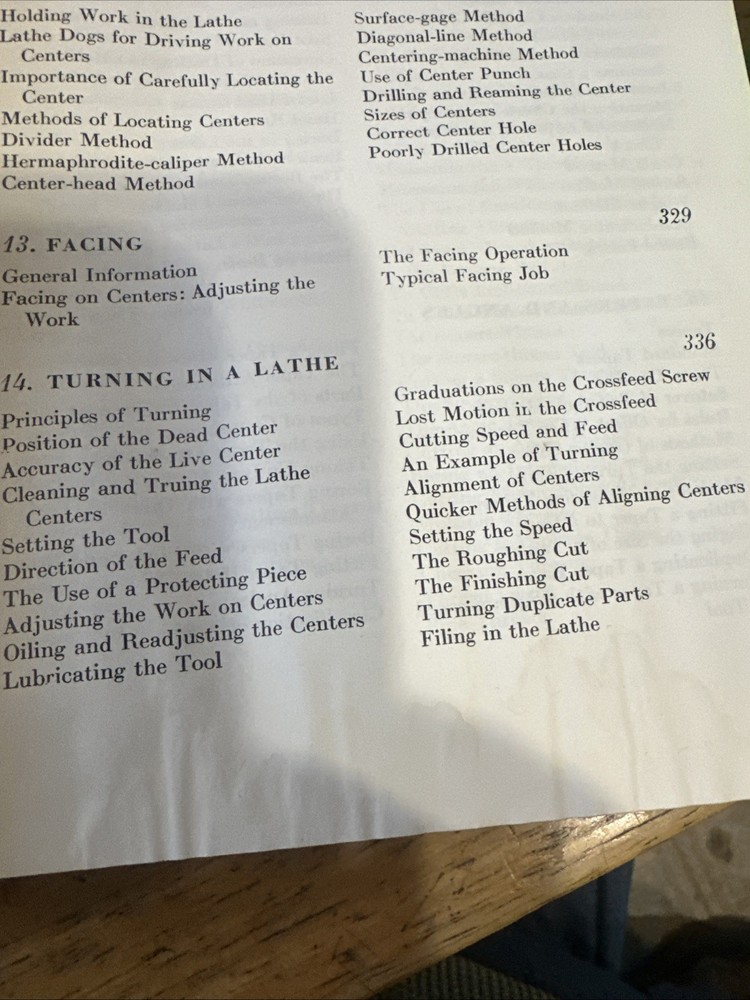 Holding Work in the Lathe
Lathe Dogs for Driving Work on
Centers
Importance of Carefully Locating the
Center
Methods of Locating Centers
Divider Method
Hermaphrodite-caliper Method
Center-head Method
Surface-gage Method
Diagonal-line Method
Centering-machine Method
Use of Center Punch
Drilling and Reaming the Center
Sizes of Centers
Correct Center Hole
Poorly Drilled Center Holes
13. FACING
329
General Information
Facing on Centers: Adjusting the
Work
The Facing Operation
Typical Facing Job
14. TURNING IN A LATHE
336
Principles of Turning
Position of the Dead Center
Accuracy of the Live Center
Cleaning and Truing the Lathe
Centers
Setting the Tool
Direction of the Feed
The Use of a Protecting Piece
Adjusting the Work on Centers
Oiling and Readjusting the Centers
Lubricating the Tool
Graduations on the Crossfeed Screw
Lost Motion in the Crossfeed
Cutting Speed and Feed
An Example of Turning
Alignment of Centers
Quicker Methods of Aligning Centers
Setting the Speed
The Roughing Cut
The Finishing Cut
Turning Duplicate Parts
Filing in the Lathe